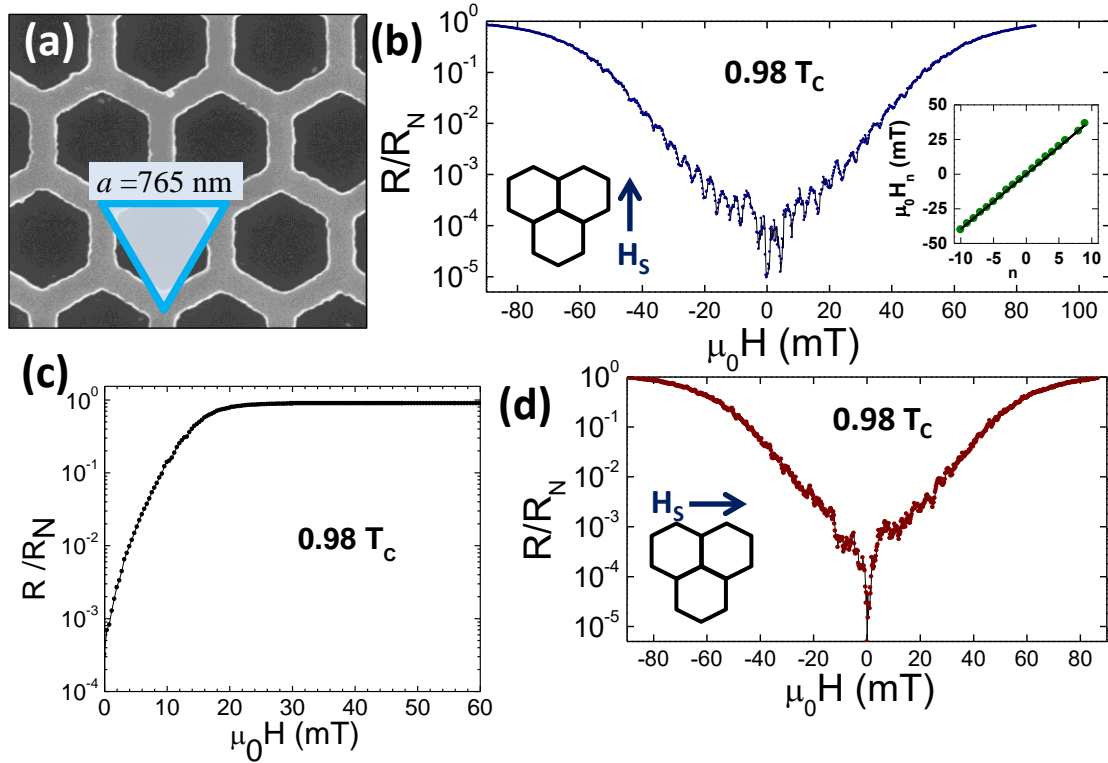 (a)
a =765 nm
(b)
R/R_N
10^0
10^-1
10^-2
10^-3
10^-4
10^-5
0.98 T_C
H_S
-80 -60 -40 -20 0 20 40 60 80 100
μ_0H (mT)
μ_0H_n (mT)
50
25
0
-25
-50
-10 -5 0 5 10
n
(c)
R /R_N
10^0
10^-1
10^-2
10^-3
10^-4
0.98 T_c
0 10 20 30 40 50 60
μ_0H (mT)
(d)
R/R_N
10^0
10^-1
10^-2
10^-3
10^-4
10^-5
0.98 T_C
H_S
-80 -60 -40 -20 0 20 40 60 80
μ_0H (mT)